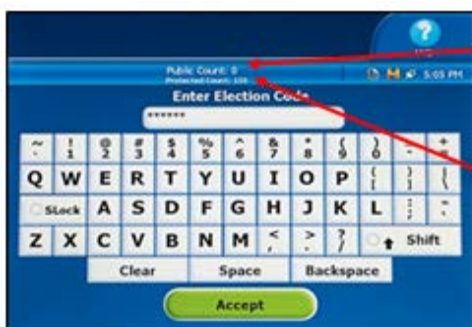 Public Count: 0
Protected Count:
5:05 PM
Enter Election Code
******
~ ! @ # $ % ^ & * ( ) - +
1 2 3 4 5 6 7 8 9 0
Q W E R T Y U I O P { } |
[ ] \
SLock A S D F G H J K L :
;
Z X C V B N M < > ? Shift
, . /
Clear Space Backspace
Accept